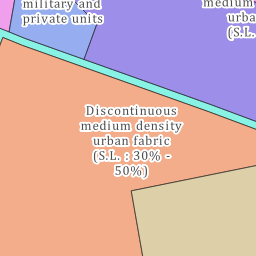 military and
private units
medium
urba
(S.L.
Discontinuous
medium density
urban fabric
(S.L. : 30% -
50%)